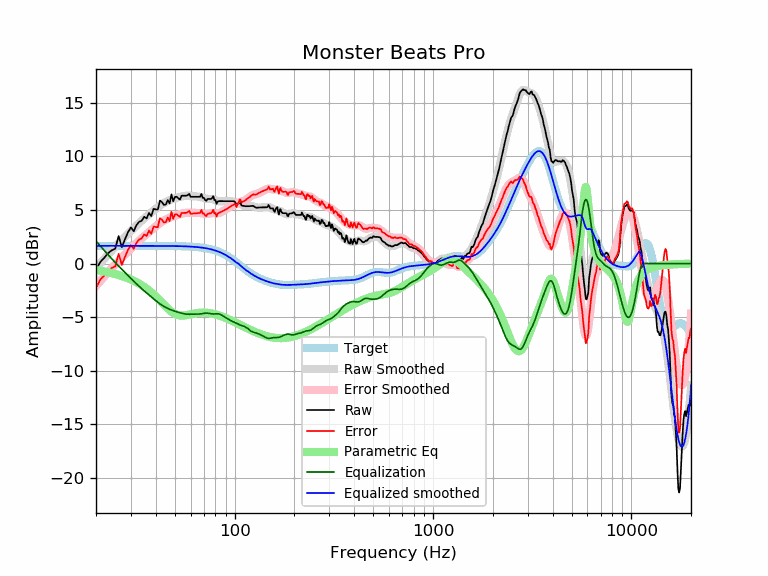 Monster Beats Pro
Amplitude (dBr)
15
10
5
0
−5
−10
−15
−20
Target
Raw Smoothed
Error Smoothed
Raw
Error
Parametric Eq
Equalization
Equalized smoothed
100
1000
10000
Frequency (Hz)